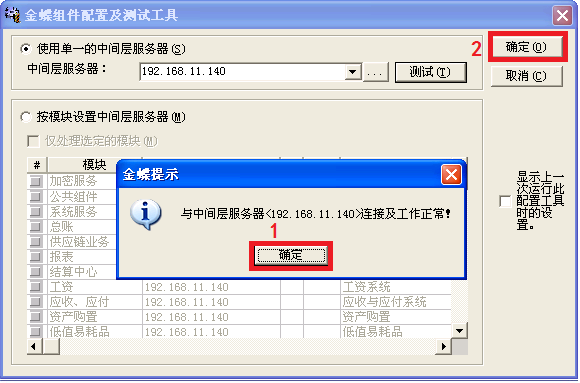 金蝶组件配置及测试工具
使用单一的中间层服务器(S)
2
确定(O)
中间层服务器：
192.168.11.140
...
测试(T)
取消(C)
按模块设置中间层服务器(M)
仅处理选定的模块(M)
#
模块
加密服务
公共组件
系统服务
总账
供应链业务
报表
结算中心
金蝶提示
与中间层服务器<192.168.11.140>连接及工作正常!
1
确定
显示上一
次运行此
配置工具
时的设
置。
工资 192.168.11.140 工资系统
应收、应付 192.168.11.140 应收与应付系统
资产购置 192.168.11.140 资产购置
低值易耗品 192.168.11.140 低值易耗品